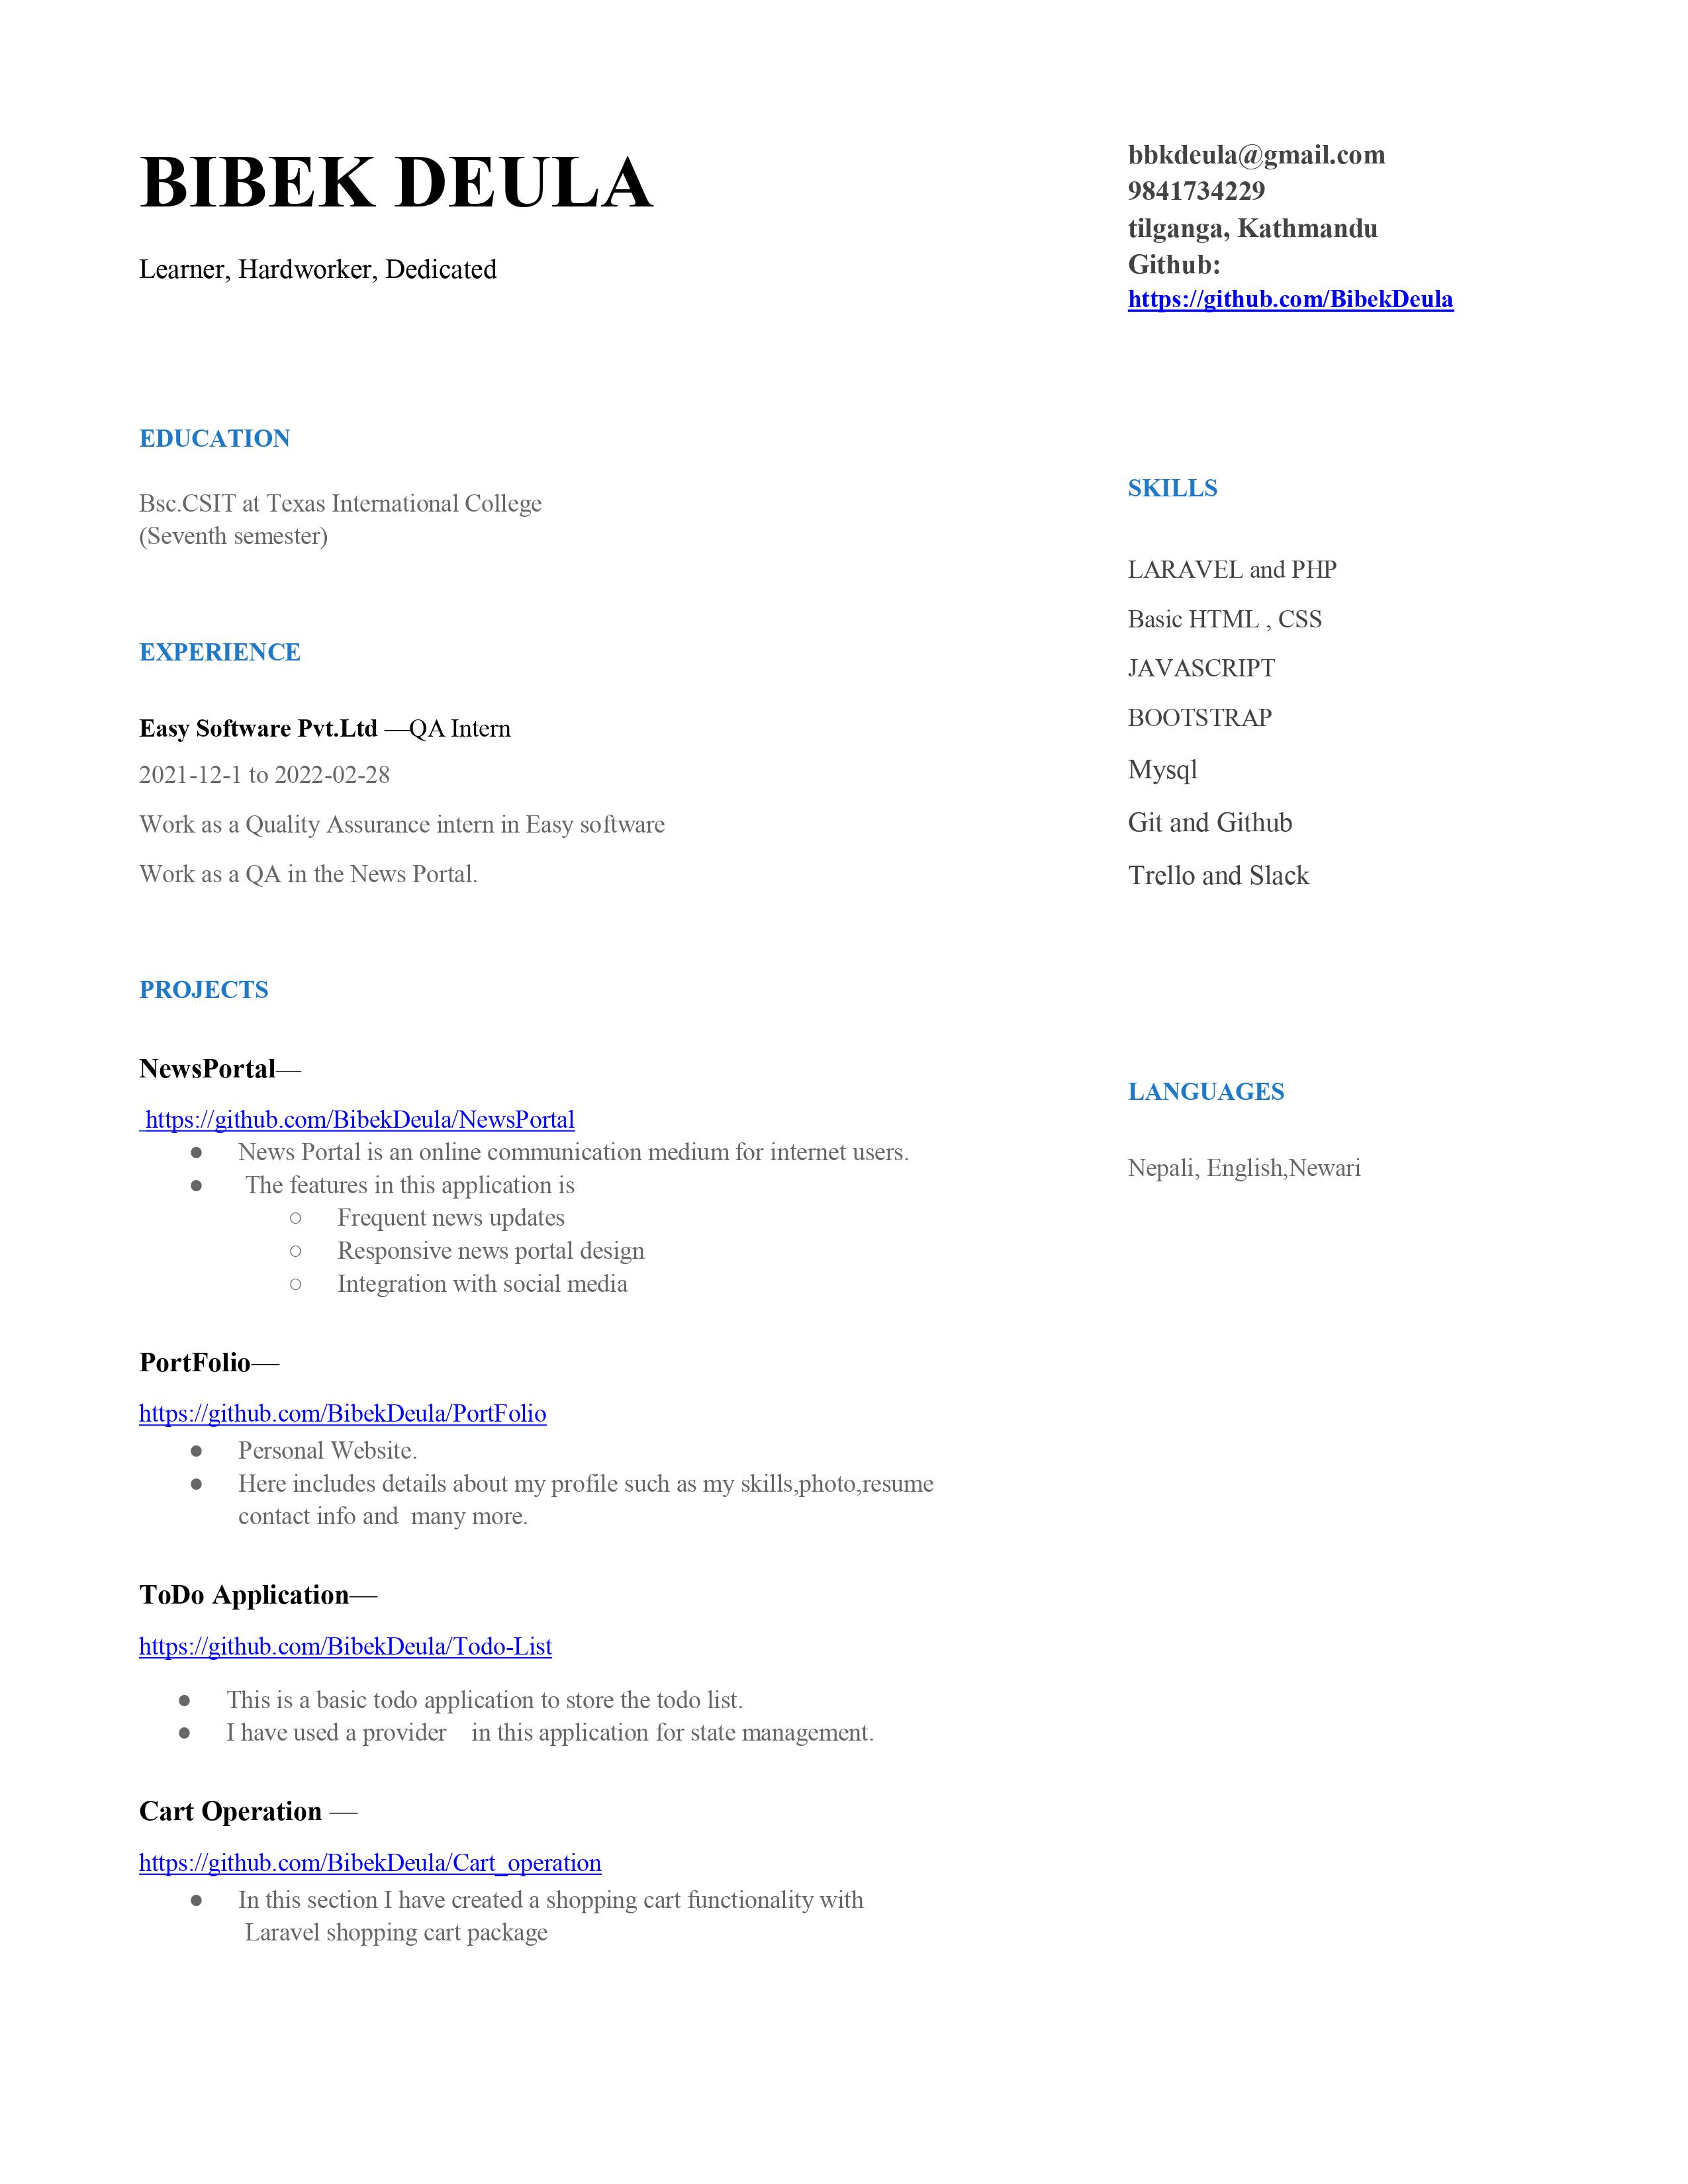 BIBEK DEULA
Learner, Hardworker, Dedicated
bbkdeula@gmail.com
9841734229
tilganga, Kathmandu
Github:
https://github.com/BibekDeula
EDUCATION
Bsc.CSIT at Texas International College
(Seventh semester)
EXPERIENCE
Easy Software Pvt.Ltd —QA Intern
2021-12-1 to 2022-02-28
Work as a Quality Assurance intern in Easy software
Work as a QA in the News Portal.
PROJECTS
NewsPortal—
https://github.com/BibekDeula/NewsPortal
● News Portal is an online communication medium for internet users.
● The features in this application is
○ Frequent news updates
○ Responsive news portal design
○ Integration with social media
PortFolio—
https://github.com/BibekDeula/PortFolio
● Personal Website.
● Here includes details about my profile such as my skills,photo,resume
contact info and many more.
ToDo Application—
https://github.com/BibekDeula/Todo-List
● This is a basic todo application to store the todo list.
● I have used a provider in this application for state management.
Cart Operation —
https://github.com/BibekDeula/Cart_operation
● In this section I have created a shopping cart functionality with
Laravel shopping cart package
SKILLS
LARAVEL and PHP
Basic HTML , CSS
JAVASCRIPT
BOOTSTRAP
Mysql
Git and Github
Trello and Slack
LANGUAGES
Nepali, English,Newari